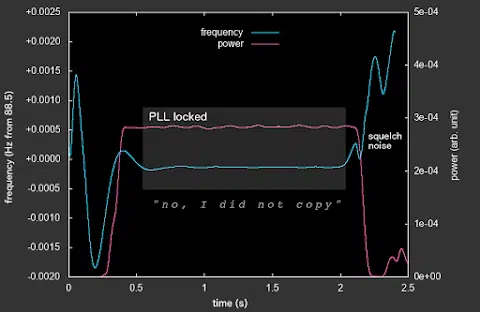 +0.0025
+0.0020
+0.0015
+0.0010
+0.0005
+0.0000
-0.0005
-0.0010
-0.0015
-0.0020
frequency (Hz from 88.5)
frequency
power
PLL locked
squelch
noise
"no, I did not copy"
5e-04
4e-04
3e-04
2e-04
1e-04
0e+00
power (arb. unit)
0
0.5
1
1.5
2
2.5
time (s)